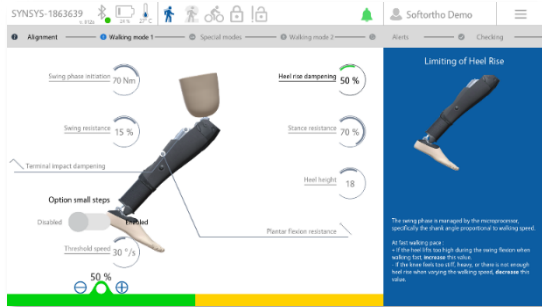 SYNSYS-1863639
v. 812b
21 %
20° C
Softortho Demo
Alignment
Walking mode 1
Special modes
Walking mode 2
Alerts
Checking
Swing phase initiation
70 Nm
Heel rise dampening
50 %
Swing resistance
15 %
Stance resistance
70 %
Terminal impact dampening
Heel height
18
Option small steps
Disabled
Enabled
Plantar flexion resistance
Threshold speed
30 °/s
50 %
Limiting of Heel Rise
The swing phase is managed by the microprocessor,
specifically the shank angle proportional to walking speed.
At fast walking pace :
• If the heel lifts too high during the swing flexion when
walking fast, increase this value.
• If the knee feels too stiff, heavy, or there is not enough
heel rise when varying the walking speed, decrease this
value.